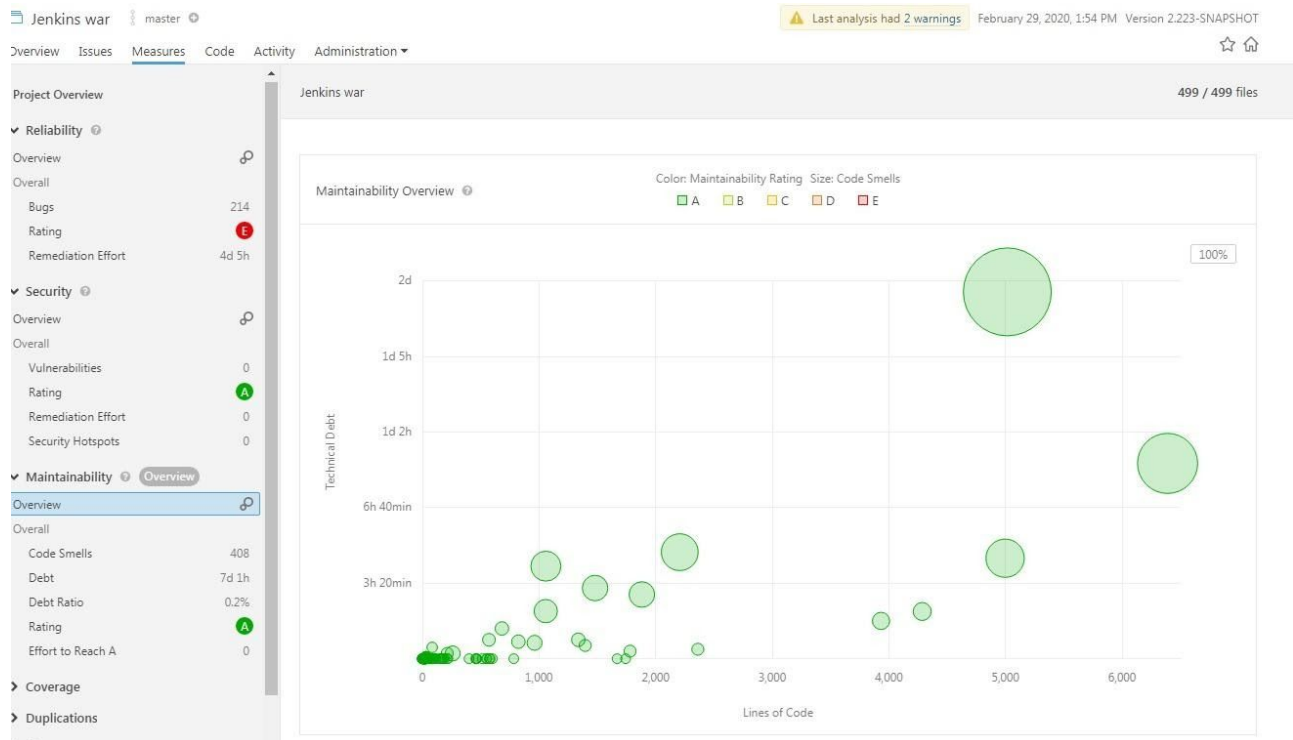 Jenkins war master
Last analysis had 2 warnings February 29, 2020, 1:54 PM Version 2.223-SNAPSHOT
Overview Issues Measures Code Activity Administration
Project Overview
Reliability
Overview
Overall
Bugs 214
Rating E
Remediation Effort 4d 5h
Security
Overview
Overall
Vulnerabilities 0
Rating A
Remediation Effort 0
Security Hotspots 0
Maintainability Overview
Overview
Overall
Code Smells 408
Debt 7d 1h
Debt Ratio 0.2%
Rating A
Effort to Reach A 0
Coverage
Duplications
Jenkins war 499 / 499 files
Maintainability Overview
Color: Maintainability Rating Size: Code Smells
A B C D E
100%
2d
1d 5h
1d 2h
6h 40min
3h 20min
Technical Debt
0 1,000 2,000 3,000 4,000 5,000 6,000
Lines of Code